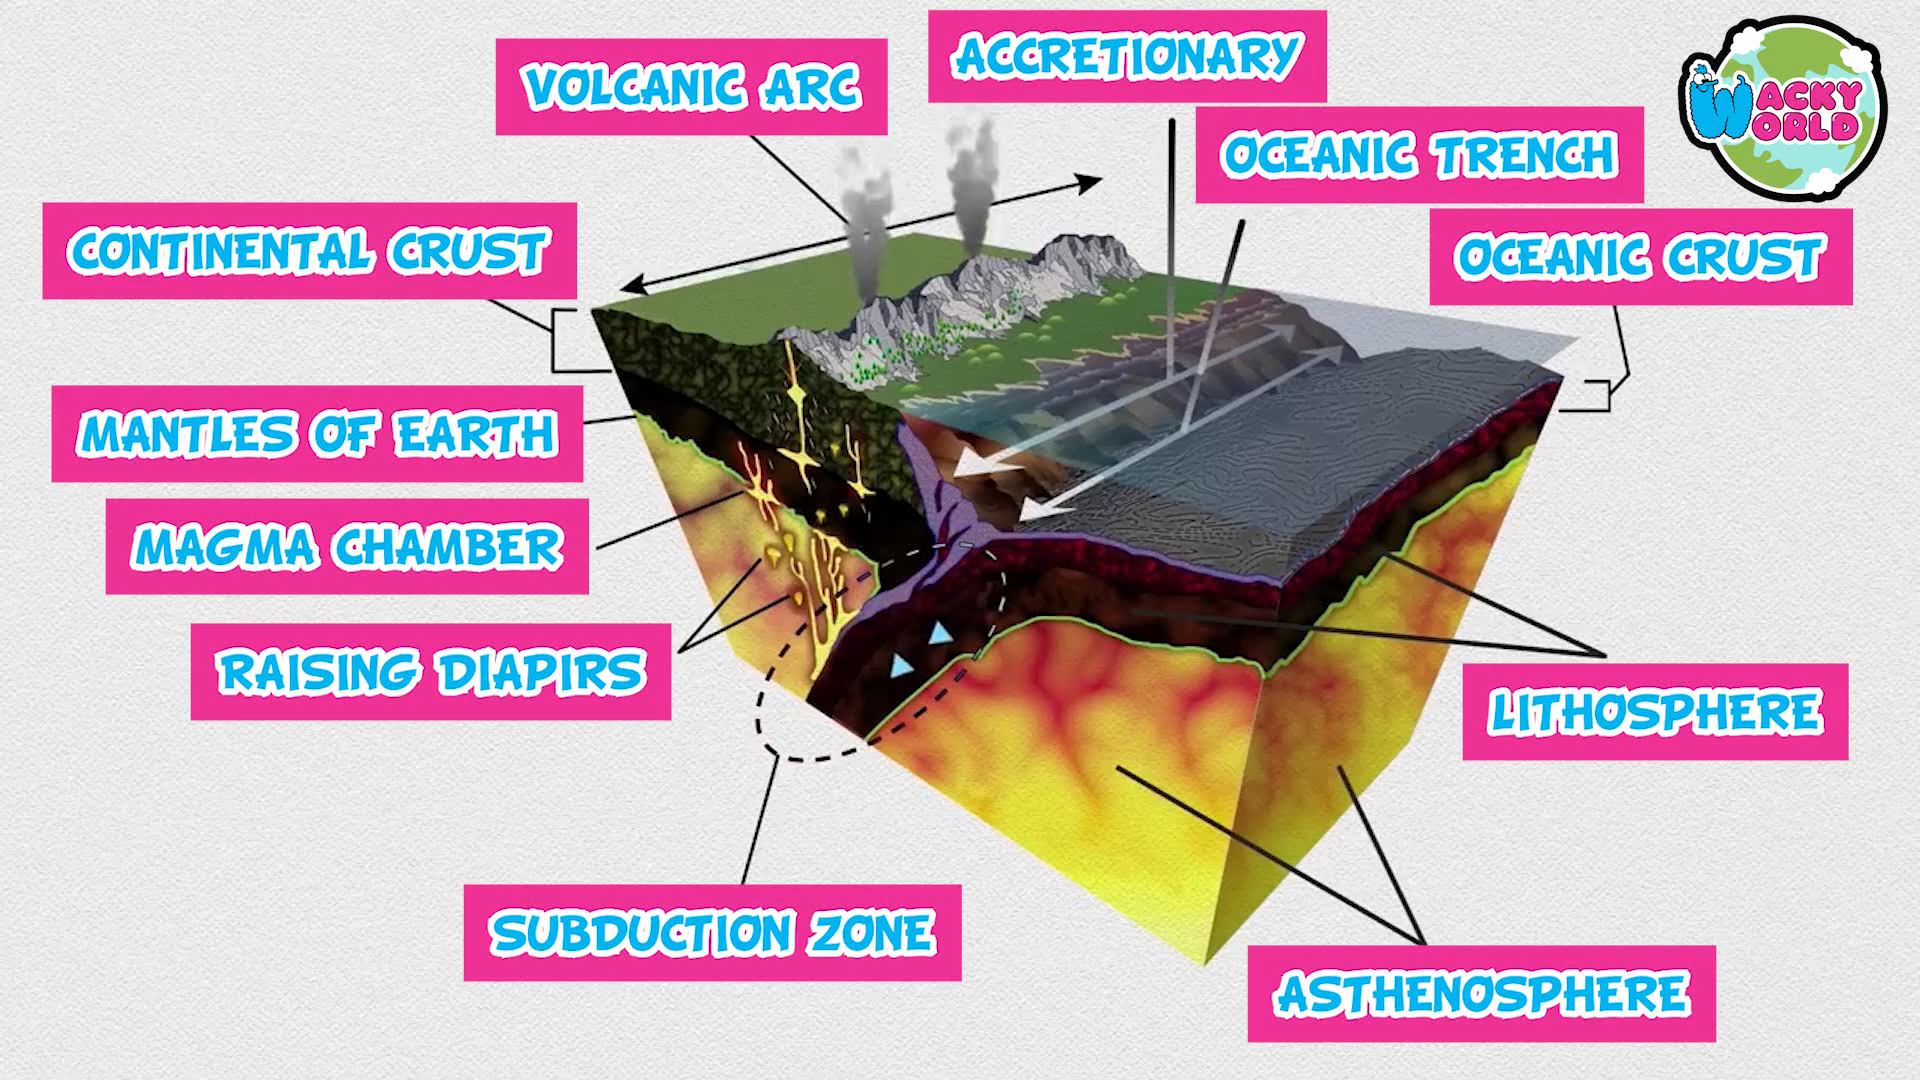 ACCRETIONARY
VOLCANIC ARC
WACKY
WORLD
OCEANIC TRENCH
CONTINENTAL CRUST
OCEANIC CRUST
MANTLES OF EARTH
MAGMA CHAMBER
RAISING DIAPIRS
LITHOSPHERE
SUBDUCTION ZONE
ASTHENOSPHERE